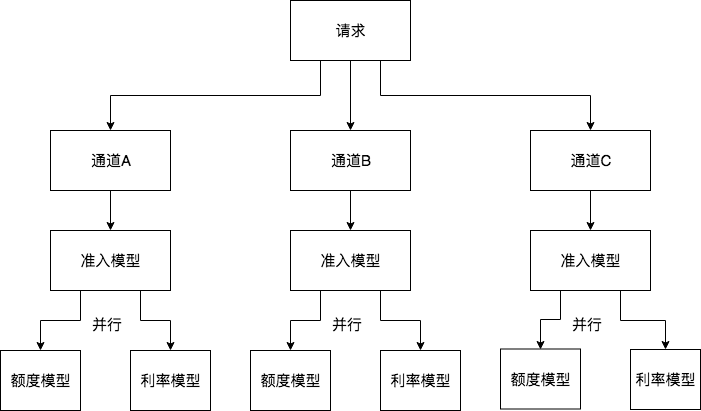 请求
通道A
通道B
通道C
准入模型
准入模型
准入模型
并行
并行
并行
额度模型
利率模型
额度模型
利率模型
额度模型
利率模型